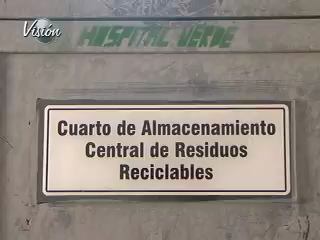 Visión
HOSPITAL VERDE
Cuarto de Almacenamiento
Central de Residuos
Reciclables